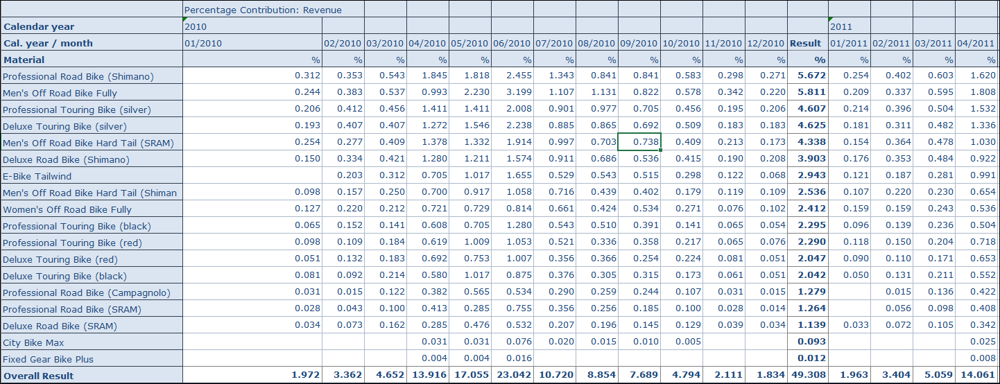 Percentage Contribution: Revenue
Calendar year 2010 2011
Cal. year / month 01/2010 02/2010 03/2010 04/2010 05/2010 06/2010 07/2010 08/2010 09/2010 10/2010 11/2010 12/2010 Result 01/2011 02/2011 03/2011 04/2011
Material % % % % % % % % % % % % % % % % %
Professional Road Bike (Shimano) 0.312 0.353 0.543 1.845 1.818 2.455 1.343 0.841 0.841 0.583 0.298 0.271 5.672 0.254 0.402 0.603 1.620
Men's Off Road Bike Fully 0.244 0.383 0.537 0.993 2.230 3.199 1.107 1.131 0.822 0.578 0.342 0.220 5.811 0.209 0.337 0.595 1.808
Professional Touring Bike (silver) 0.206 0.412 0.456 1.411 1.411 2.008 0.901 0.977 0.705 0.456 0.195 0.206 4.607 0.214 0.396 0.504 1.532
Deluxe Touring Bike (silver) 0.193 0.407 0.407 1.272 1.546 2.238 0.885 0.865 0.692 0.509 0.183 0.183 4.625 0.181 0.311 0.482 1.336
Men's Off Road Bike Hard Tail (SRAM) 0.254 0.277 0.409 1.378 1.332 1.914 0.997 0.703 0.738 0.409 0.213 0.173 4.338 0.154 0.364 0.478 1.030
Deluxe Road Bike (Shimano) 0.150 0.334 0.421 1.280 1.211 1.574 0.911 0.686 0.536 0.415 0.190 0.208 3.903 0.176 0.353 0.484 0.922
E-Bike Tailwind 0.203 0.312 0.705 1.017 1.655 0.529 0.543 0.515 0.298 0.122 0.068 2.943 0.121 0.187 0.281 0.991
Men's Off Road Bike Hard Tail (Shiman 0.098 0.157 0.250 0.700 0.917 1.058 0.716 0.439 0.402 0.179 0.119 0.109 2.536 0.107 0.220 0.230 0.654
Women's Off Road Bike Fully 0.127 0.220 0.212 0.721 0.729 0.814 0.661 0.424 0.534 0.271 0.076 0.102 2.412 0.159 0.159 0.243 0.536
Professional Touring Bike (black) 0.065 0.152 0.141 0.608 0.705 1.280 0.543 0.510 0.391 0.141 0.065 0.054 2.295 0.096 0.139 0.236 0.504
Professional Touring Bike (red) 0.098 0.109 0.184 0.619 1.009 1.053 0.521 0.336 0.358 0.217 0.065 0.076 2.290 0.118 0.150 0.204 0.718
Deluxe Touring Bike (red) 0.051 0.132 0.183 0.692 0.753 1.007 0.356 0.366 0.254 0.224 0.081 0.051 2.047 0.090 0.110 0.171 0.653
Deluxe Touring Bike (black) 0.081 0.092 0.214 0.580 1.017 0.875 0.376 0.305 0.315 0.173 0.061 0.051 2.042 0.050 0.131 0.211 0.552
Professional Road Bike (Campagnolo) 0.031 0.015 0.122 0.382 0.565 0.534 0.290 0.259 0.244 0.107 0.031 0.015 1.279 0.015 0.136 0.422
Professional Road Bike (SRAM) 0.028 0.043 0.100 0.413 0.285 0.755 0.356 0.256 0.185 0.100 0.028 0.014 1.264 0.056 0.098 0.408
Deluxe Road Bike (SRAM) 0.034 0.073 0.162 0.285 0.476 0.532 0.207 0.196 0.145 0.129 0.039 0.034 1.139 0.033 0.072 0.105 0.342
City Bike Max 0.031 0.031 0.076 0.020 0.015 0.010 0.005 0.093 0.025
Fixed Gear Bike Plus 0.004 0.004 0.016 0.012 0.008
Overall Result 1.972 3.362 4.652 13.916 17.055 23.042 10.720 8.854 7.689 4.794 2.111 1.834 49.308 1.963 3.404 5.059 14.061